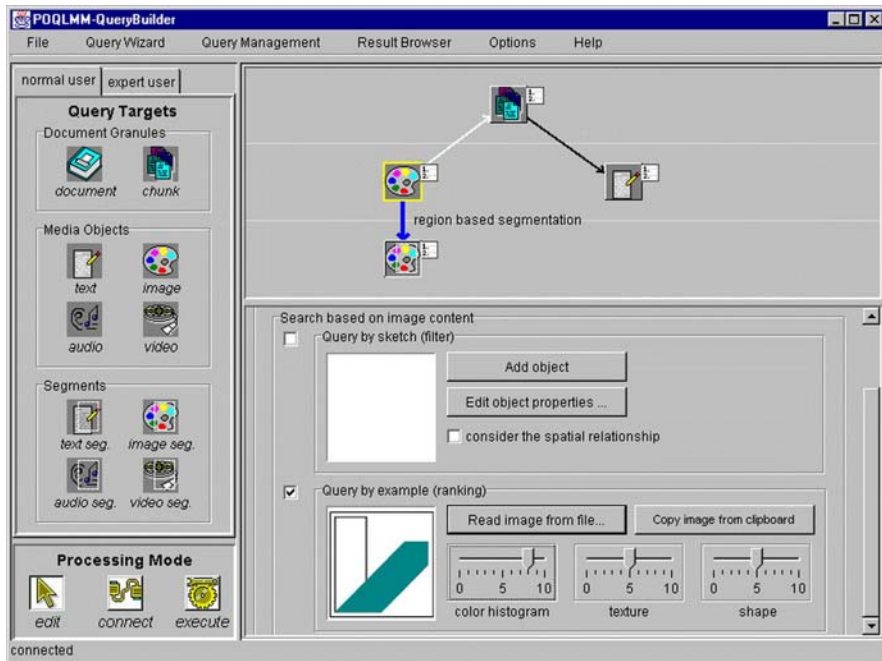 POQLMM-QueryBuilder
File Query Wizard Query Management Result Browser Options Help
normal user expert user
Query Targets
Document Granules
document chunk
Media Objects
text image
audio video
Segments
text seg. image seg.
audio seg. video seg.
Processing Mode
edit connect execute
region based segmentation
Search based on image content
Query by sketch (filter)
Add object
Edit object properties ...
consider the spatial relationship
Query by example (ranking)
Read image from file... Copy image from clipboard
0 5 10 0 5 10 0 5 10
color histogram texture shape
connected